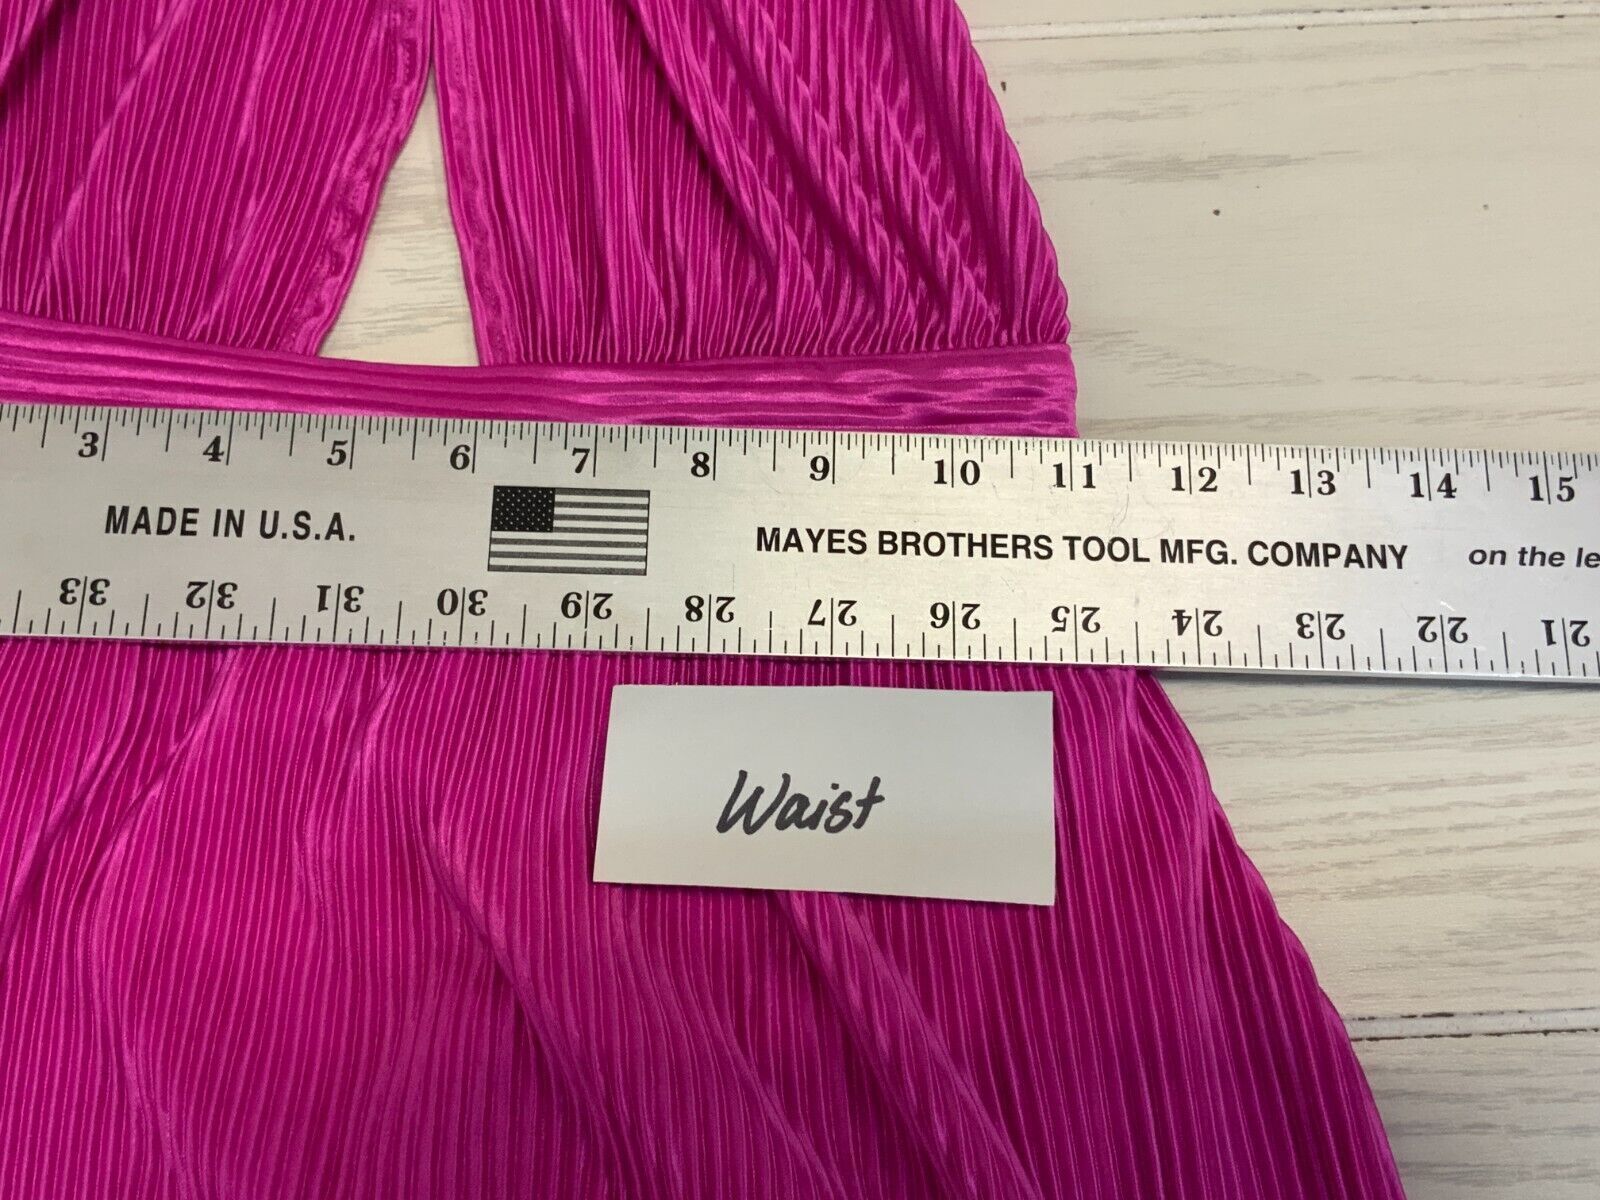 3 4 5 6 7 8 9 10 11 12 13 14 15
MADE IN U.S.A.
MAYES BROTHERS TOOL MFG. COMPANY on the le
33 32 31 30 29 28 27 26 25 24 23 22 21
Waist